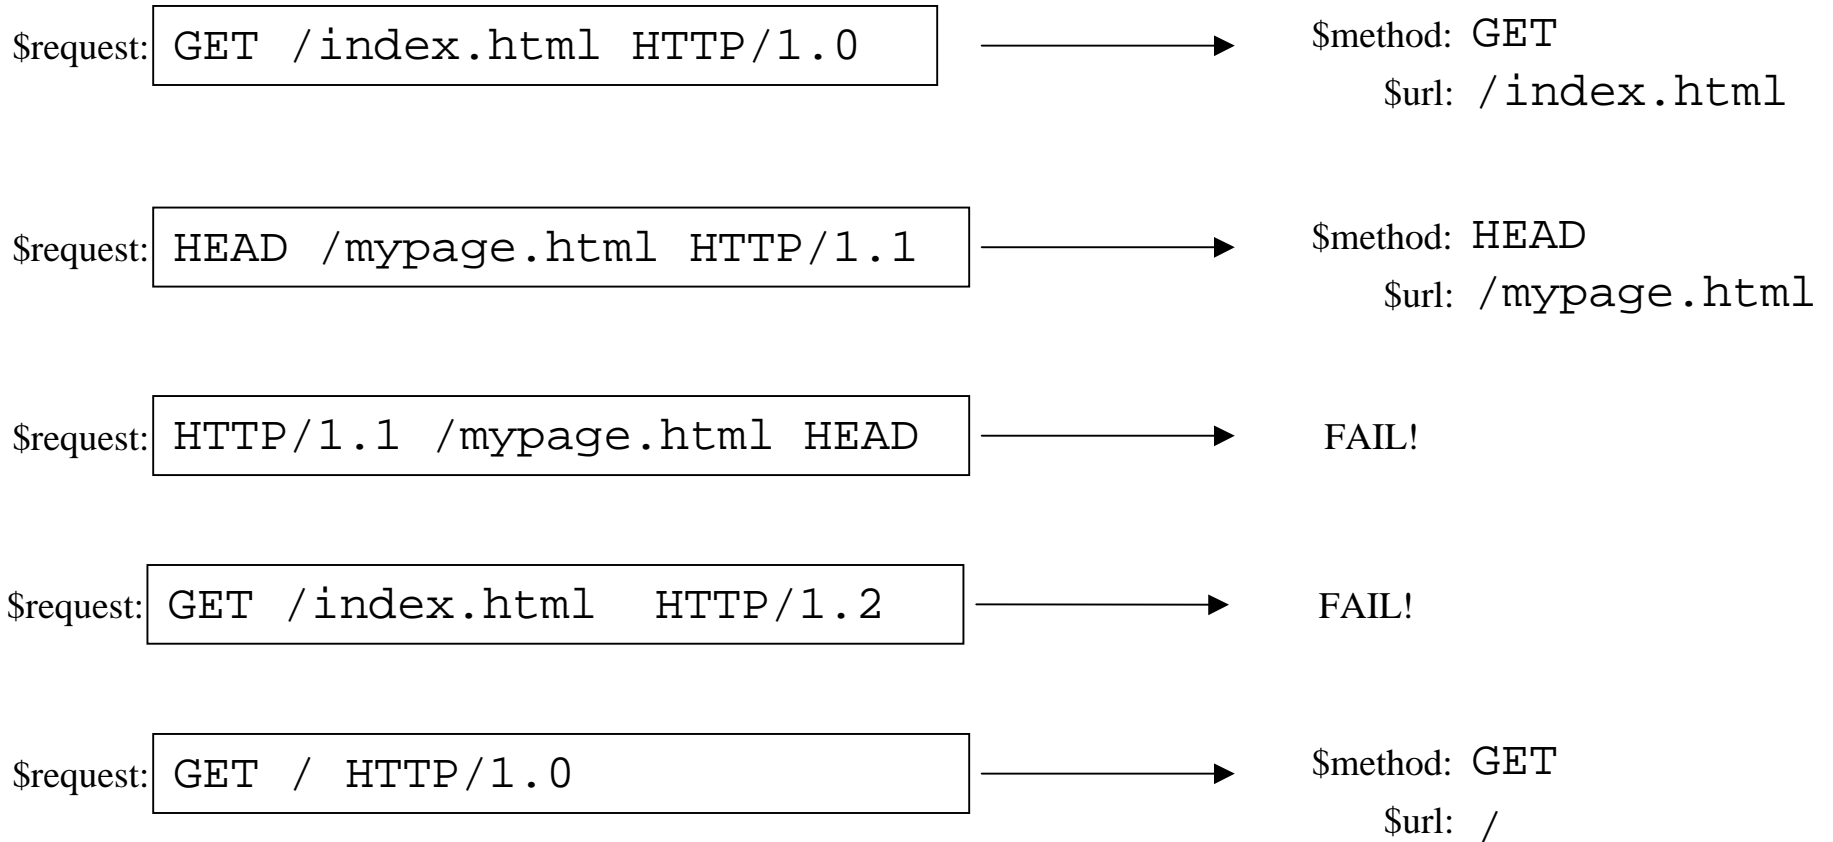 $request: GET /index.html HTTP/1.0
$method: GET
$url: /index.html
$request: HEAD /mypage.html HTTP/1.1
$method: HEAD
$url: /mypage.html
$request: HTTP/1.1 /mypage.html HEAD
FAIL!
$request: GET /index.html  HTTP/1.2
FAIL!
$request: GET / HTTP/1.0
$method: GET
$url: /